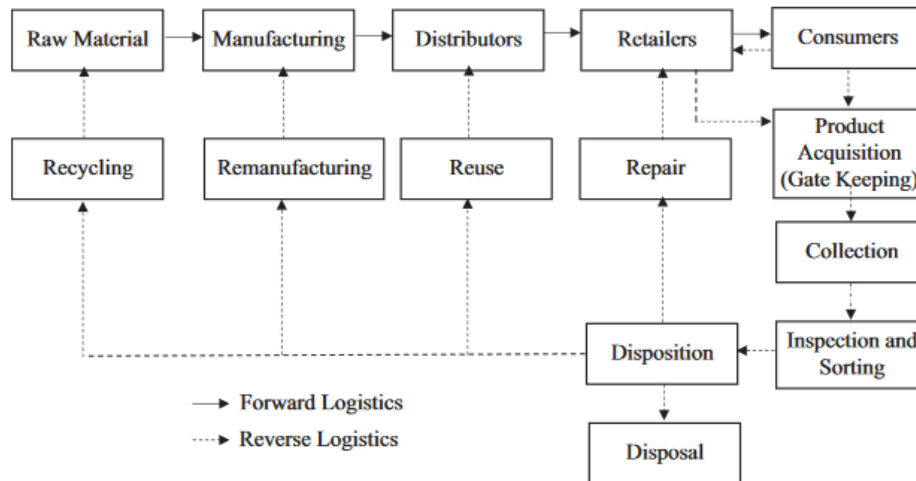 Raw Material
Manufacturing
Distributors
Retailers
Consumers
Recycling
Remanufacturing
Reuse
Repair
Product
Acquisition
(Gate Keeping)
Collection
Disposition
Inspection and
Sorting
Forward Logistics
Reverse Logistics
Disposal